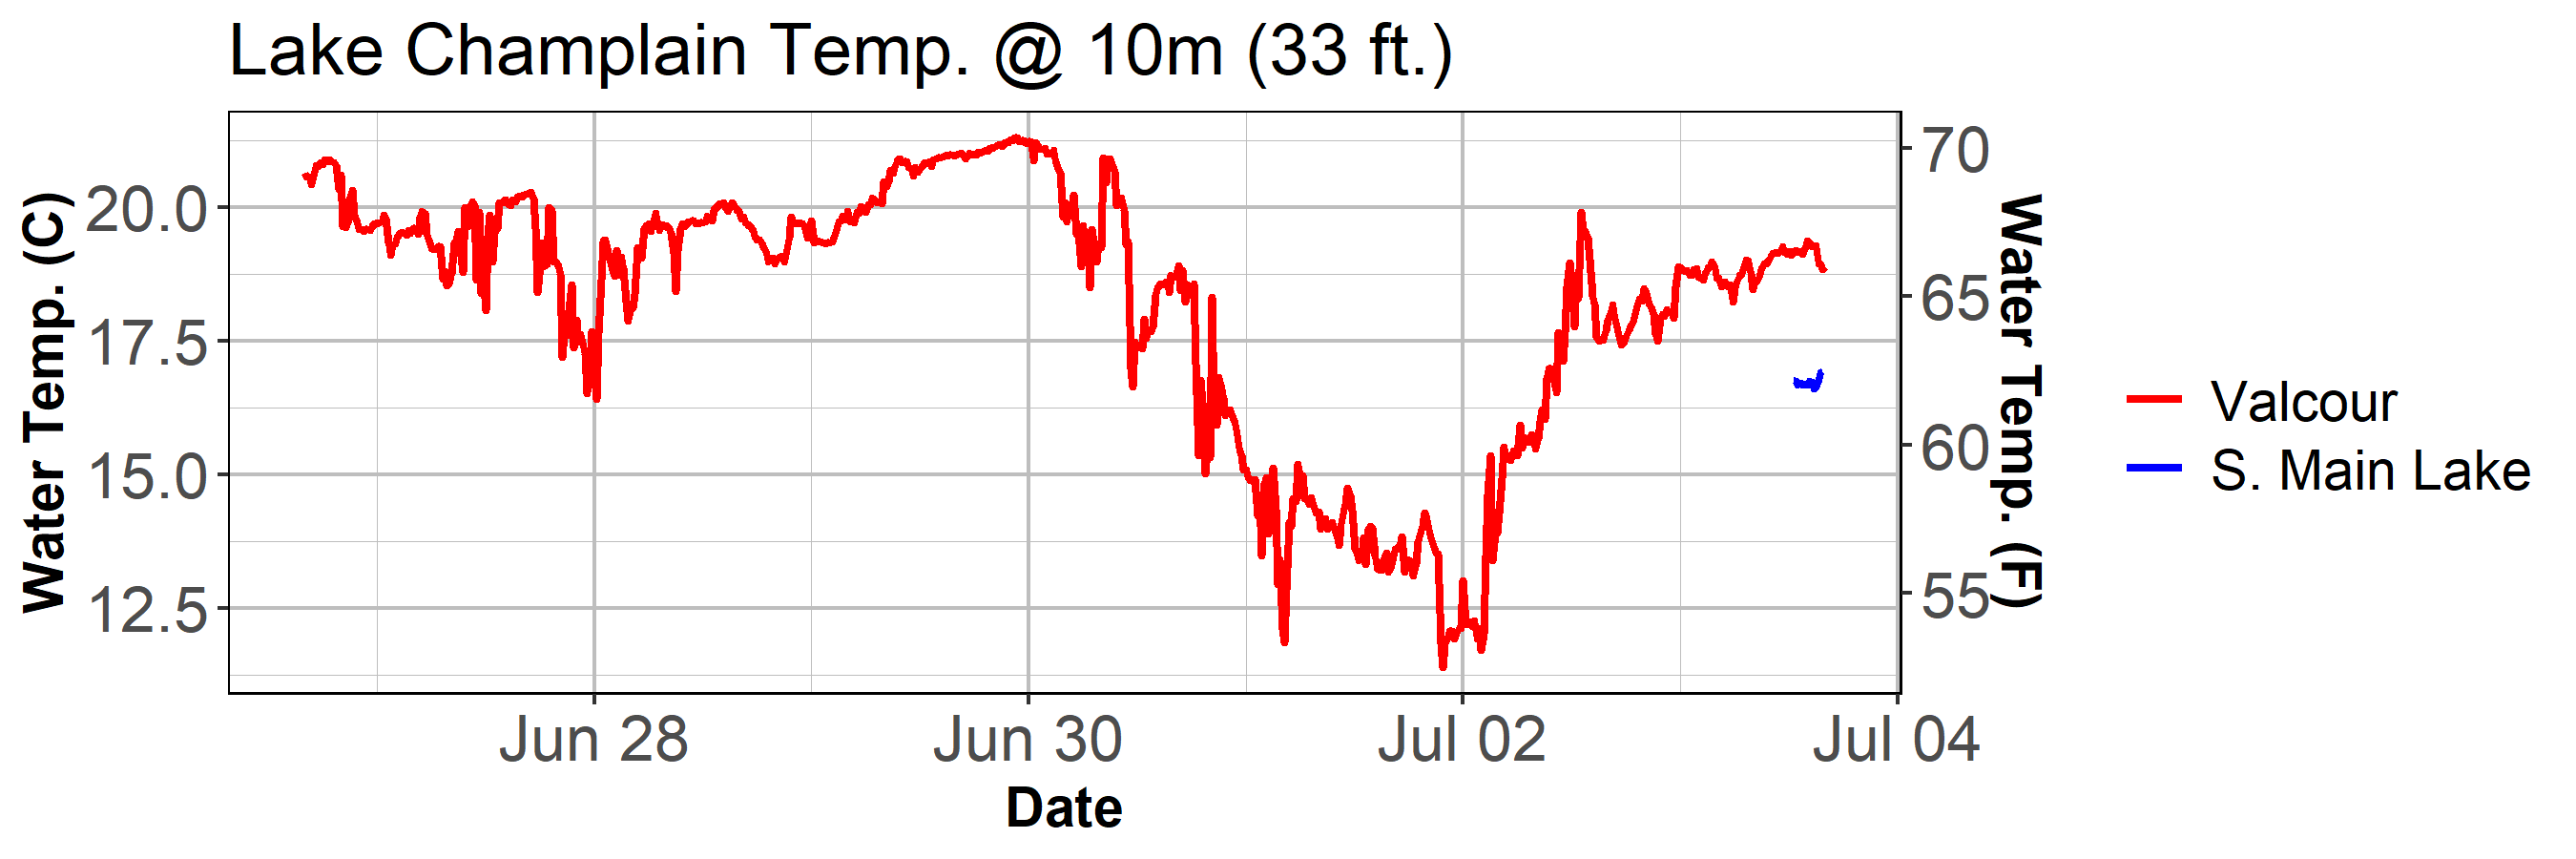 Lake Champlain Temp. @ 10m (33 ft.)
Water Temp. (C)
20.0
17.5
15.0
12.5
70
65
60
55
Water Temp. (F)
Jun 28
Jun 30
Jul 02
Jul 04
Date
Valcour
S. Main Lake